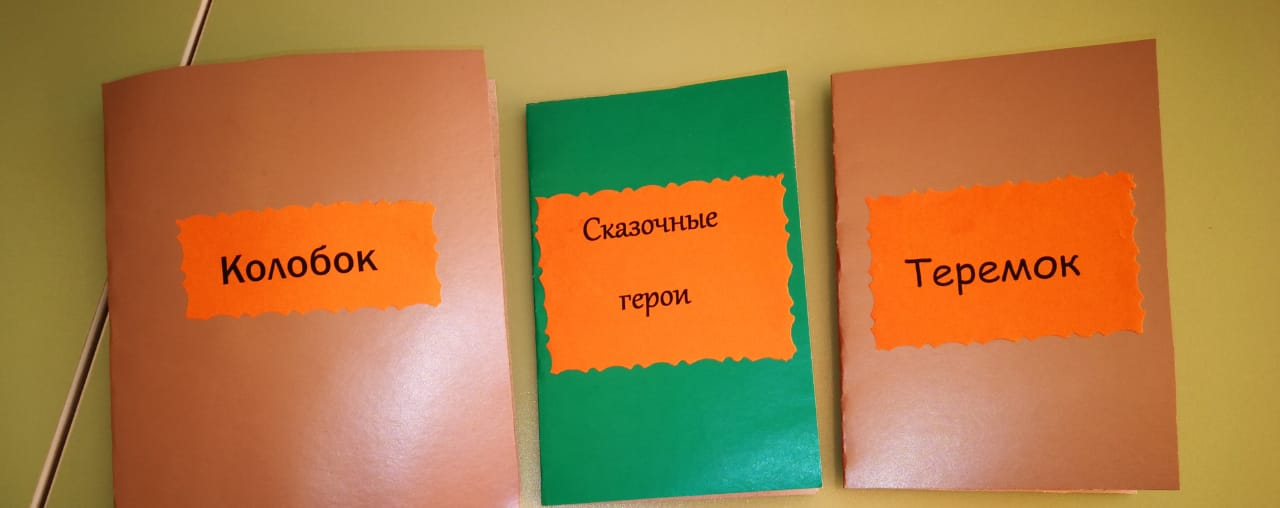 Колобок
Сказочные
герои
Теремок